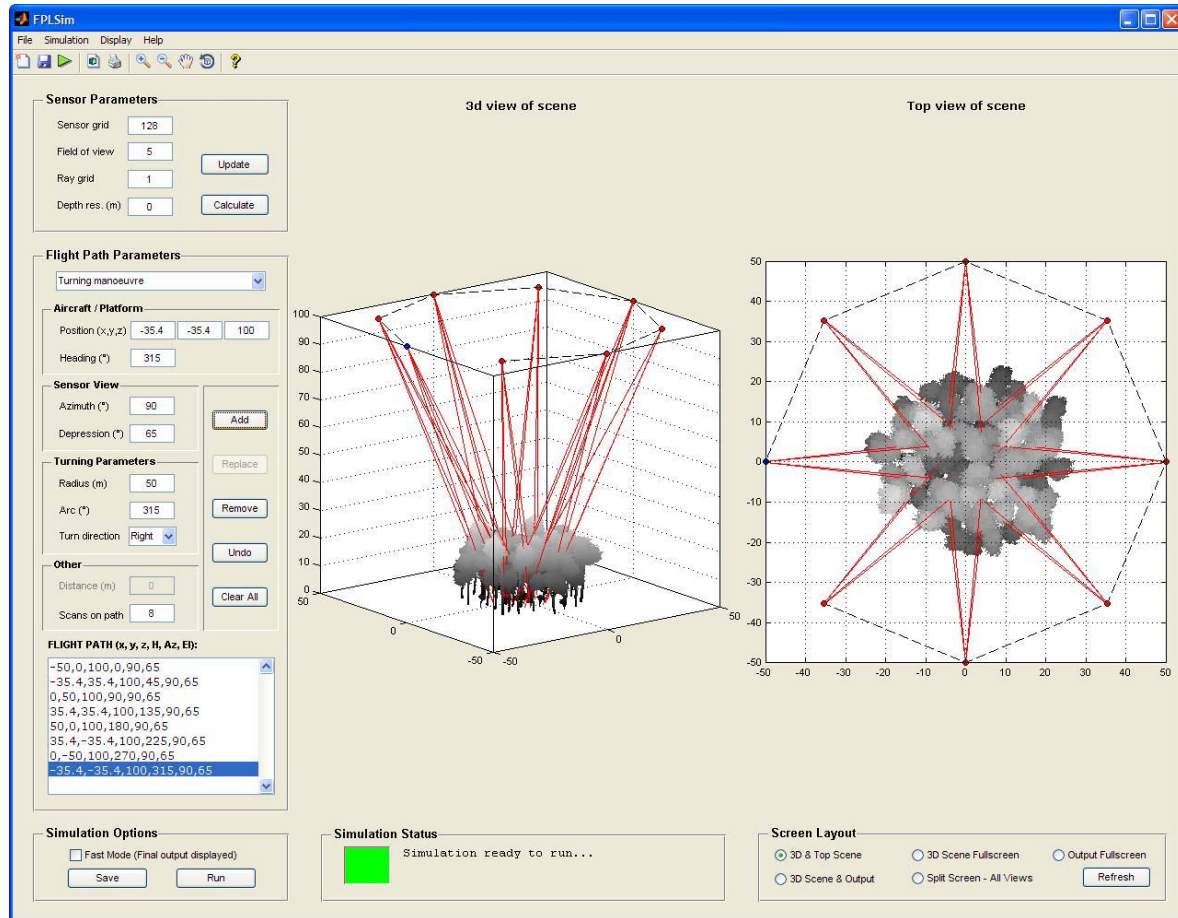 FPLSim
File Simulation Display Help
Sensor Parameters
Sensor grid 128
Field of view 5
Update
Ray grid 1
Depth res. (m) 0
Calculate
Flight Path Parameters
Turning manoeuvre
Aircraft / Platform
Position (x,y,z) -35.4 -35.4 100
Heading (°) 315
Sensor View
Azimuth (°) 90
Add
Depression (°) 65
Replace
Turning Parameters
Radius (m) 50
Remove
Arc (°) 315
Turn direction Right
Undo
Other
Distance (m) 0
Clear All
Scans on path 8
FLIGHT PATH (x, y, z, H, Az, El):
-50,0,100,0,90,65
-35.4,35.4,100,45,90,65
0,50,100,90,90,65
35.4,35.4,100,135,90,65
50,0,100,180,90,65
35.4,-35.4,100,225,90,65
0,-50,100,270,90,65
-35.4,-35.4,100,315,90,65
3d view of scene
100
90
80
70
60
50
40
30
20
10
0
50
0
-50
-50
0
50
Top view of scene
50
40
30
20
10
0
-10
-20
-30
-40
-50
-50 -40 -30 -20 -10 0 10 20 30 40 50
Simulation Options
Fast Mode (Final output displayed)
Save Run
Simulation Status
Simulation ready to run...
Screen Layout
3D & Top Scene 3D Scene Fullscreen Output Fullscreen
3D Scene & Output Split Screen - All Views Refresh